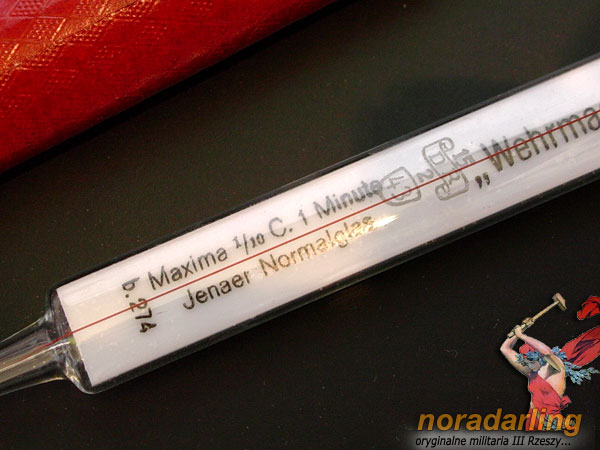 Maxima 1/10 C. 1 Minute
Jenaer Normalglas
b.274
„Wehrma
noradarling
oryginalne militaria III Rzeszy...